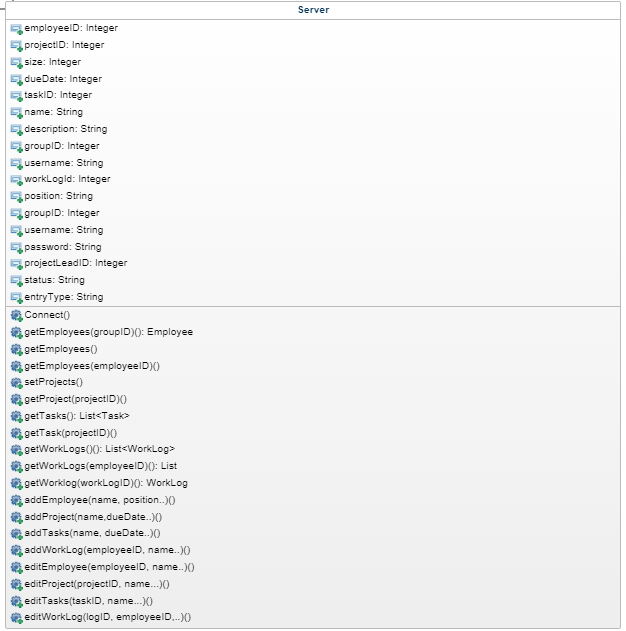 Server
employeeID: Integer
projectID: Integer
size: Integer
dueDate: Integer
taskID: Integer
name: String
description: String
groupID: Integer
username: String
workLogId: Integer
position: String
groupID: Integer
username: String
password: String
projectLeadID: Integer
status: String
entryType: String
Connect()
getEmployees(groupID)(): Employee
getEmployees()
getEmployees(employeeID)()
setProjects()
getProject(projectID)()
getTasks(): List<Task>
getTask(projectID)()
getWorkLogs()(): List<WorkLog>
getWorkLogs(employeeID)(): List
getWorklog(workLogID)(): WorkLog
addEmployee(name, position..)()
addProject(name,dueDate..)()
addTasks(name, dueDate..)()
addWorkLog(employeeID, name..)()
editEmployee(employeeID, name..)()
editProject(projectID, name...)()
editTasks(taskID, name...)()
editWorkLog(logID, employeeID,..)()